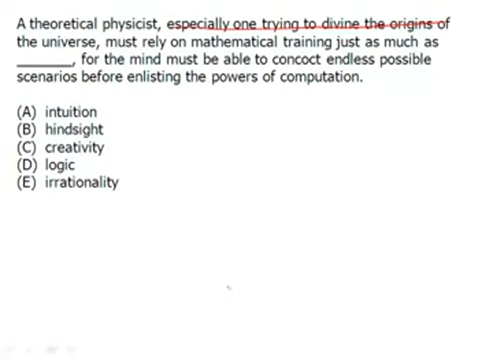 A theoretical physicist, especially one trying to divine the origins of
the universe, must rely on mathematical training just as much as
________, for the mind must be able to concoct endless possible
scenarios before enlisting the powers of computation.
(A) intuition
(B) hindsight
(C) creativity
(D) logic
(E) irrationality